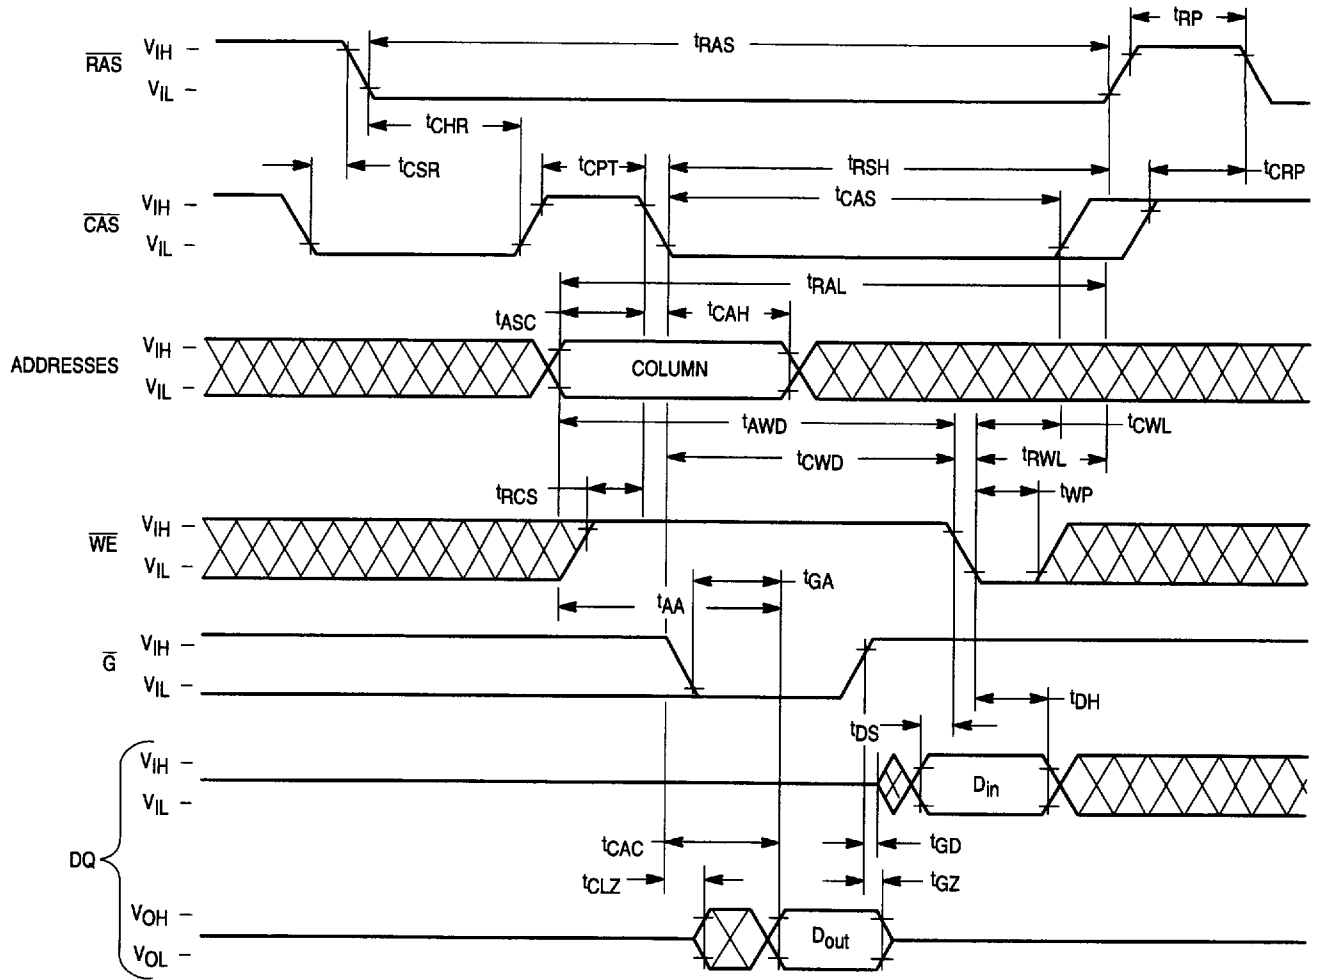 tRP
RAS VIH tRAS
VIL
tCHR
tCSR tCPT tRSH tCRP
CAS VIH tCAS
VIL
tRAL
tASC tCAH
ADDRESSES VIH COLUMN
VIL
tAWD tCWL
tCWD tRWL
tRCS tWP
WE VIH
VIL
tGA
tAA
G VIH
VIL
tDH
tDS
DQ VIH Din
VIL
tCAC tGD
tCLZ tGZ
VOH Dout
VOL